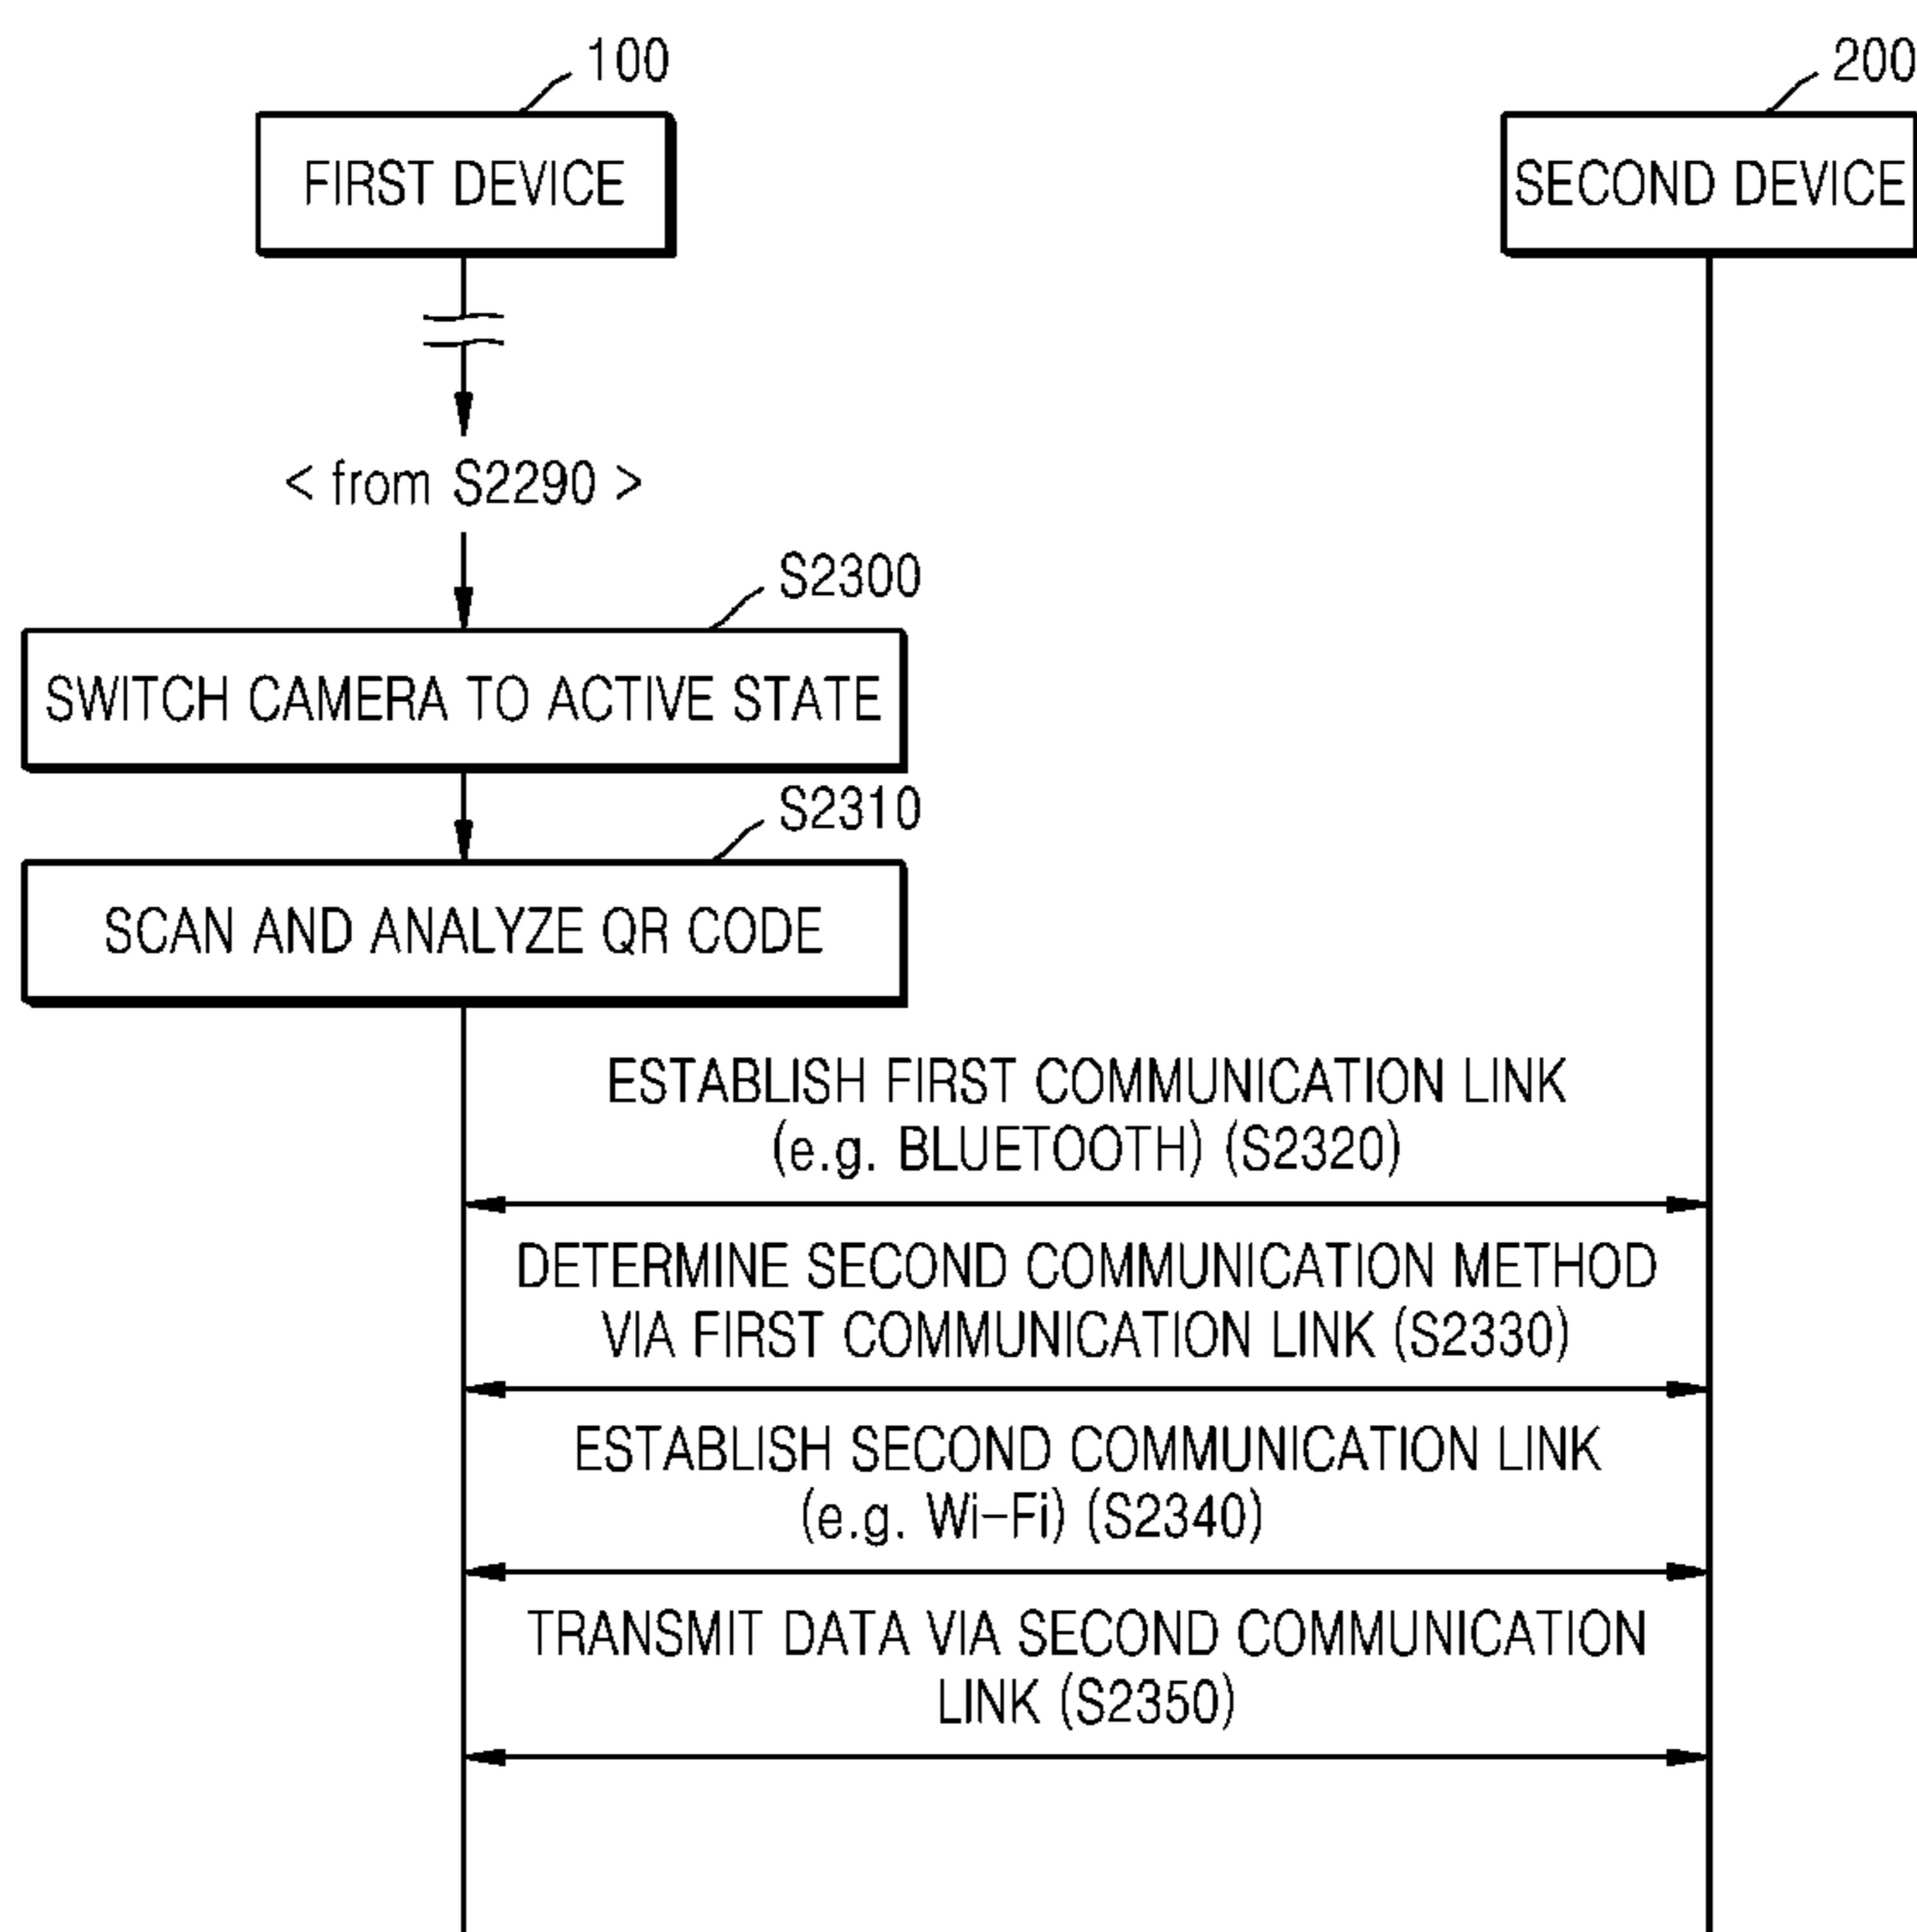 100
200
FIRST DEVICE
SECOND DEVICE
< from S2290 >
S2300
SWITCH CAMERA TO ACTIVE STATE
S2310
SCAN AND ANALYZE QR CODE
ESTABLISH FIRST COMMUNICATION LINK
(e.g. BLUETOOTH) (S2320)
DETERMINE SECOND COMMUNICATION METHOD
VIA FIRST COMMUNICATION LINK (S2330)
ESTABLISH SECOND COMMUNICATION LINK
(e.g. Wi-Fi) (S2340)
TRANSMIT DATA VIA SECOND COMMUNICATION
LINK (S2350)